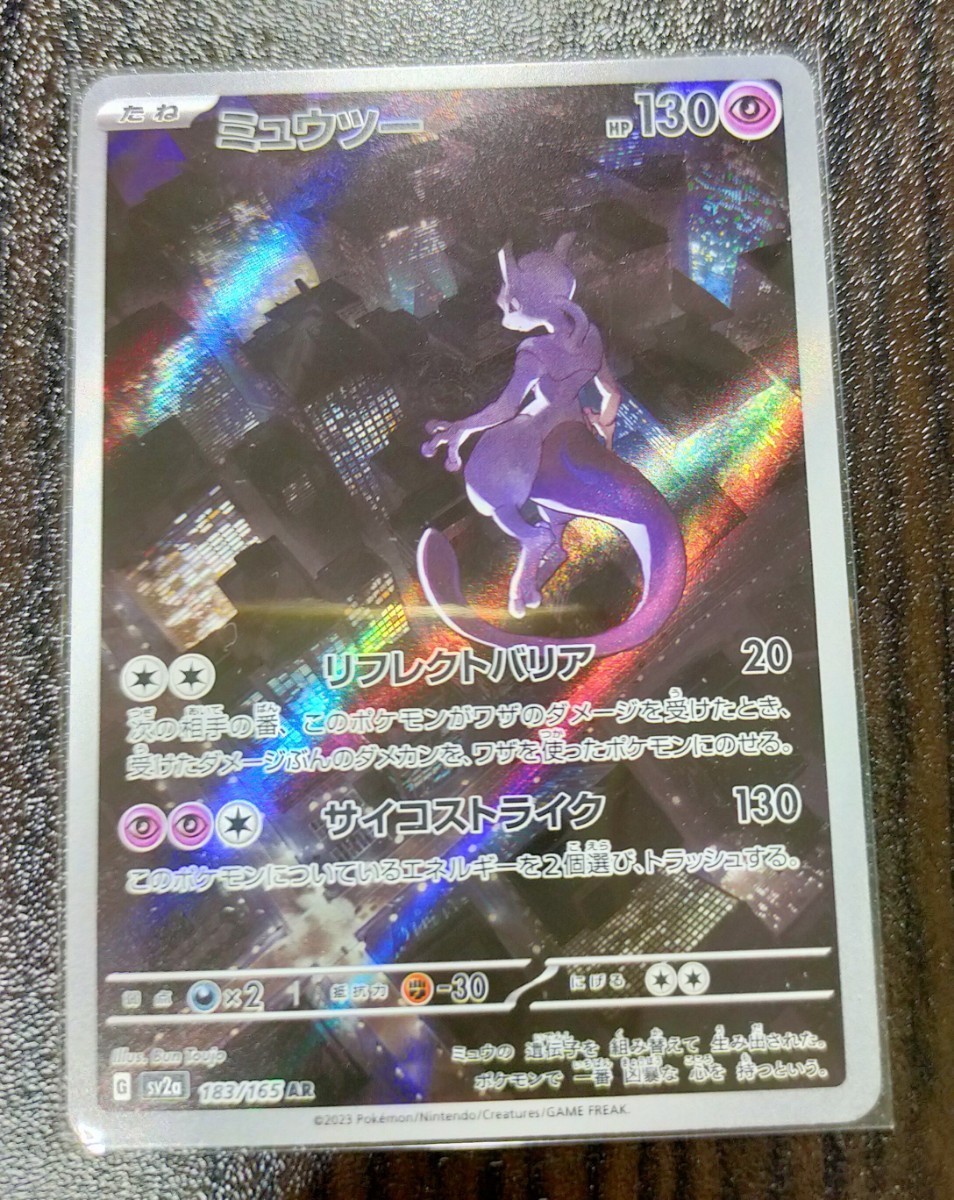 たね ミュウツー HP 130
リフレクトバリア 20
次の相手の番、このポケモンがワザのダメージを受けたとき、
受けたダメージぶんのダメカンを、ワザを使ったポケモンにのせる。
サイコストライク 130
このポケモンについているエネルギーを2個選び、トラッシュする。
弱点 ×2 抵抗力 -30 にげる
Illus. Bun Toujo
ミュウの 遺伝子を 組み替えて 生み出された。
ポケモンで 一番 凶暴な 心を 持つという。
G SV2a 183/165 AR
©2023 Pokémon/Nintendo/Creatures/GAME FREAK.